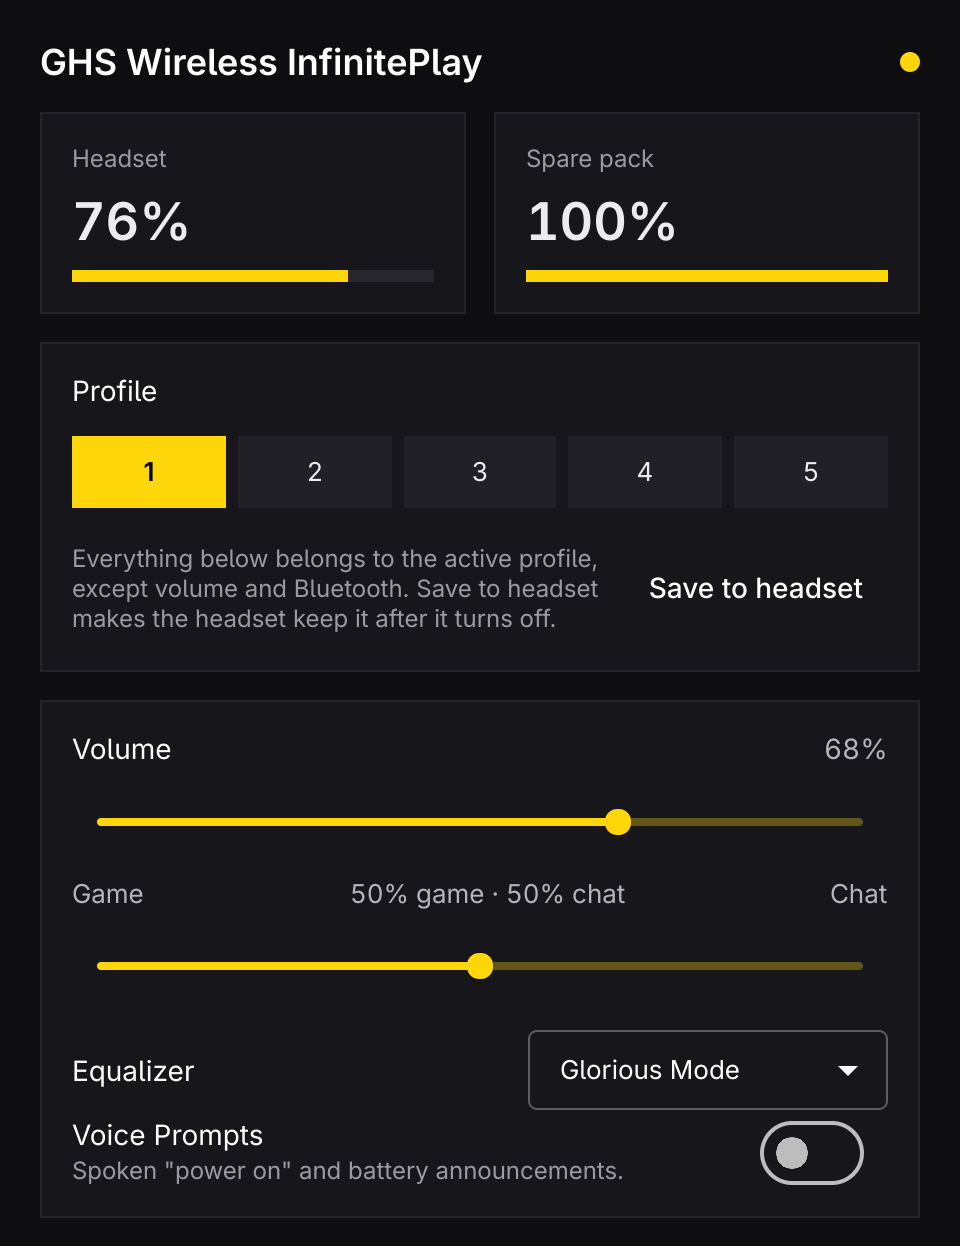 GHS Wireless InfinitePlay
Headset
76%
Spare pack
100%
Profile
1 2 3 4 5
Everything below belongs to the active profile,
except volume and Bluetooth. Save to headset
makes the headset keep it after it turns off.
Save to headset
Volume 68%
Game 50% game · 50% chat Chat
Equalizer Glorious Mode
Voice Prompts
Spoken "power on" and battery announcements.